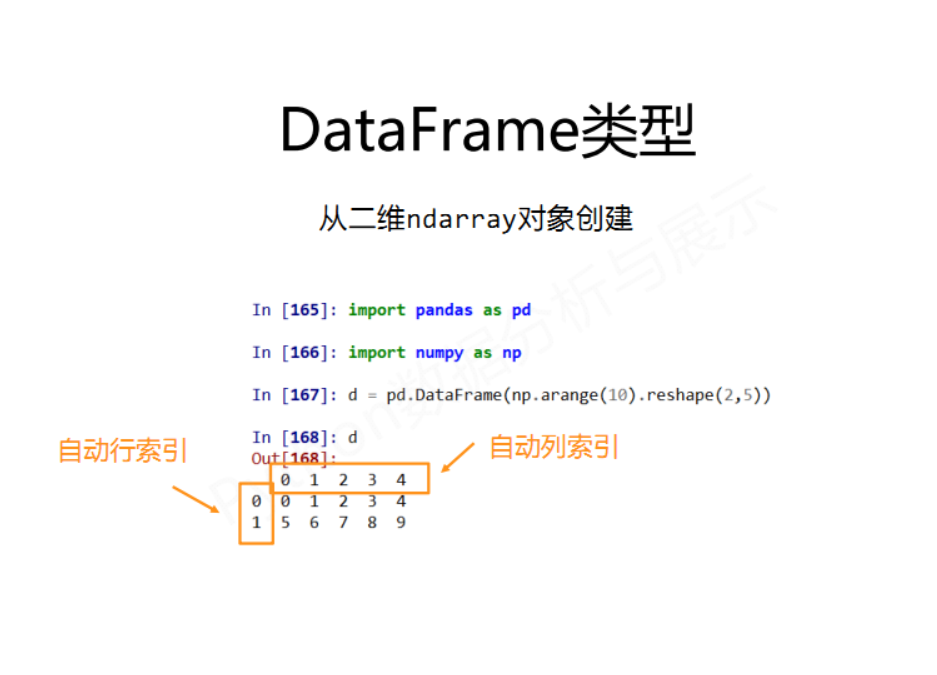 DataFrame类型
从二维ndarray对象创建
In [165]: import pandas as pd
In [166]: import numpy as np
In [167]: d = pd.DataFrame(np.arange(10).reshape(2,5))
In [168]: d
自动行索引
自动列索引
Out[168]:
0 1 2 3 4
0 0 1 2 3 4
1 5 6 7 8 9
Python数据分析与展示